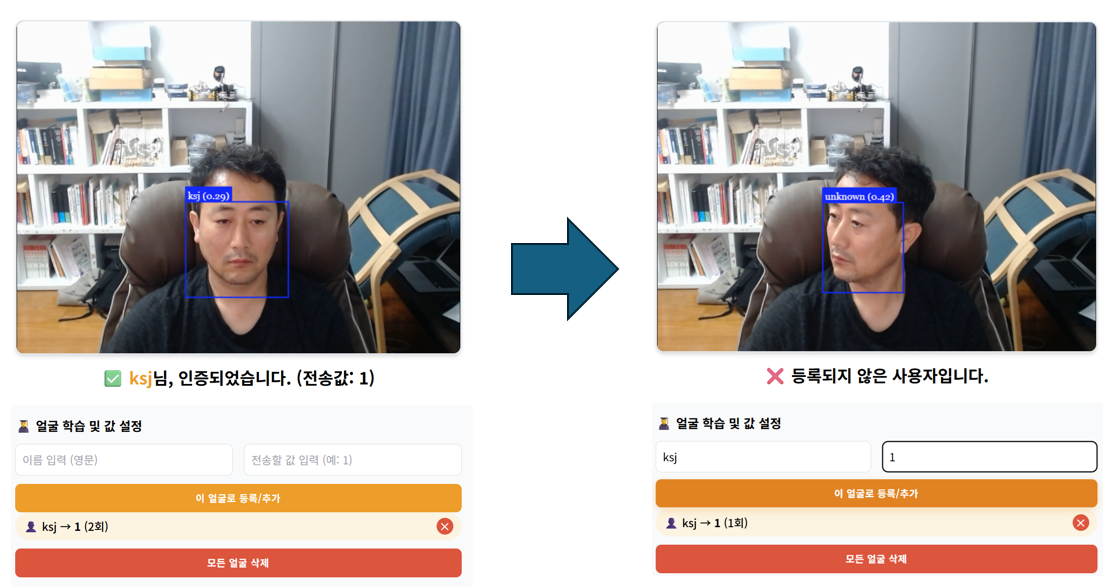 ksj (0.29)
✅ ksj님, 인증되었습니다. (전송값: 1)
얼굴 학습 및 값 설정
이름 입력 (영문)
전송할 값 입력 (예: 1)
이 얼굴로 등록/추가
ksj → 1 (2회)
모든 얼굴 삭제
unknown (0.42)
❌ 등록되지 않은 사용자입니다.
얼굴 학습 및 값 설정
ksj
1
이 얼굴로 등록/추가
ksj → 1 (1회)
모든 얼굴 삭제